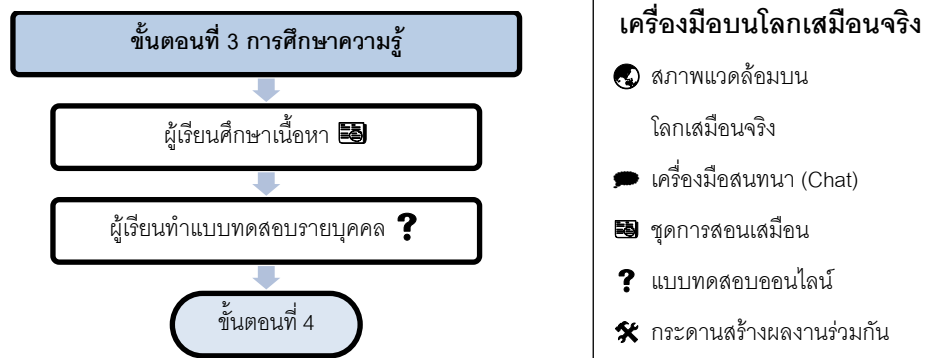 ขั้นตอนที่ 3 การศึกษาความรู้
ผู้เรียนศึกษาเนื้อหา
ผู้เรียนทำแบบทดสอบรายบุคคล ?
ขั้นตอนที่ 4
เครื่องมือบนโลกเสมือนจริง
สภาพแวดล้อมบน
โลกเสมือนจริง
เครื่องมือสนทนา (Chat)
ชุดการสอนเสมือน
? แบบทดสอบออนไลน์
กระดานสร้างผลงานร่วมกัน